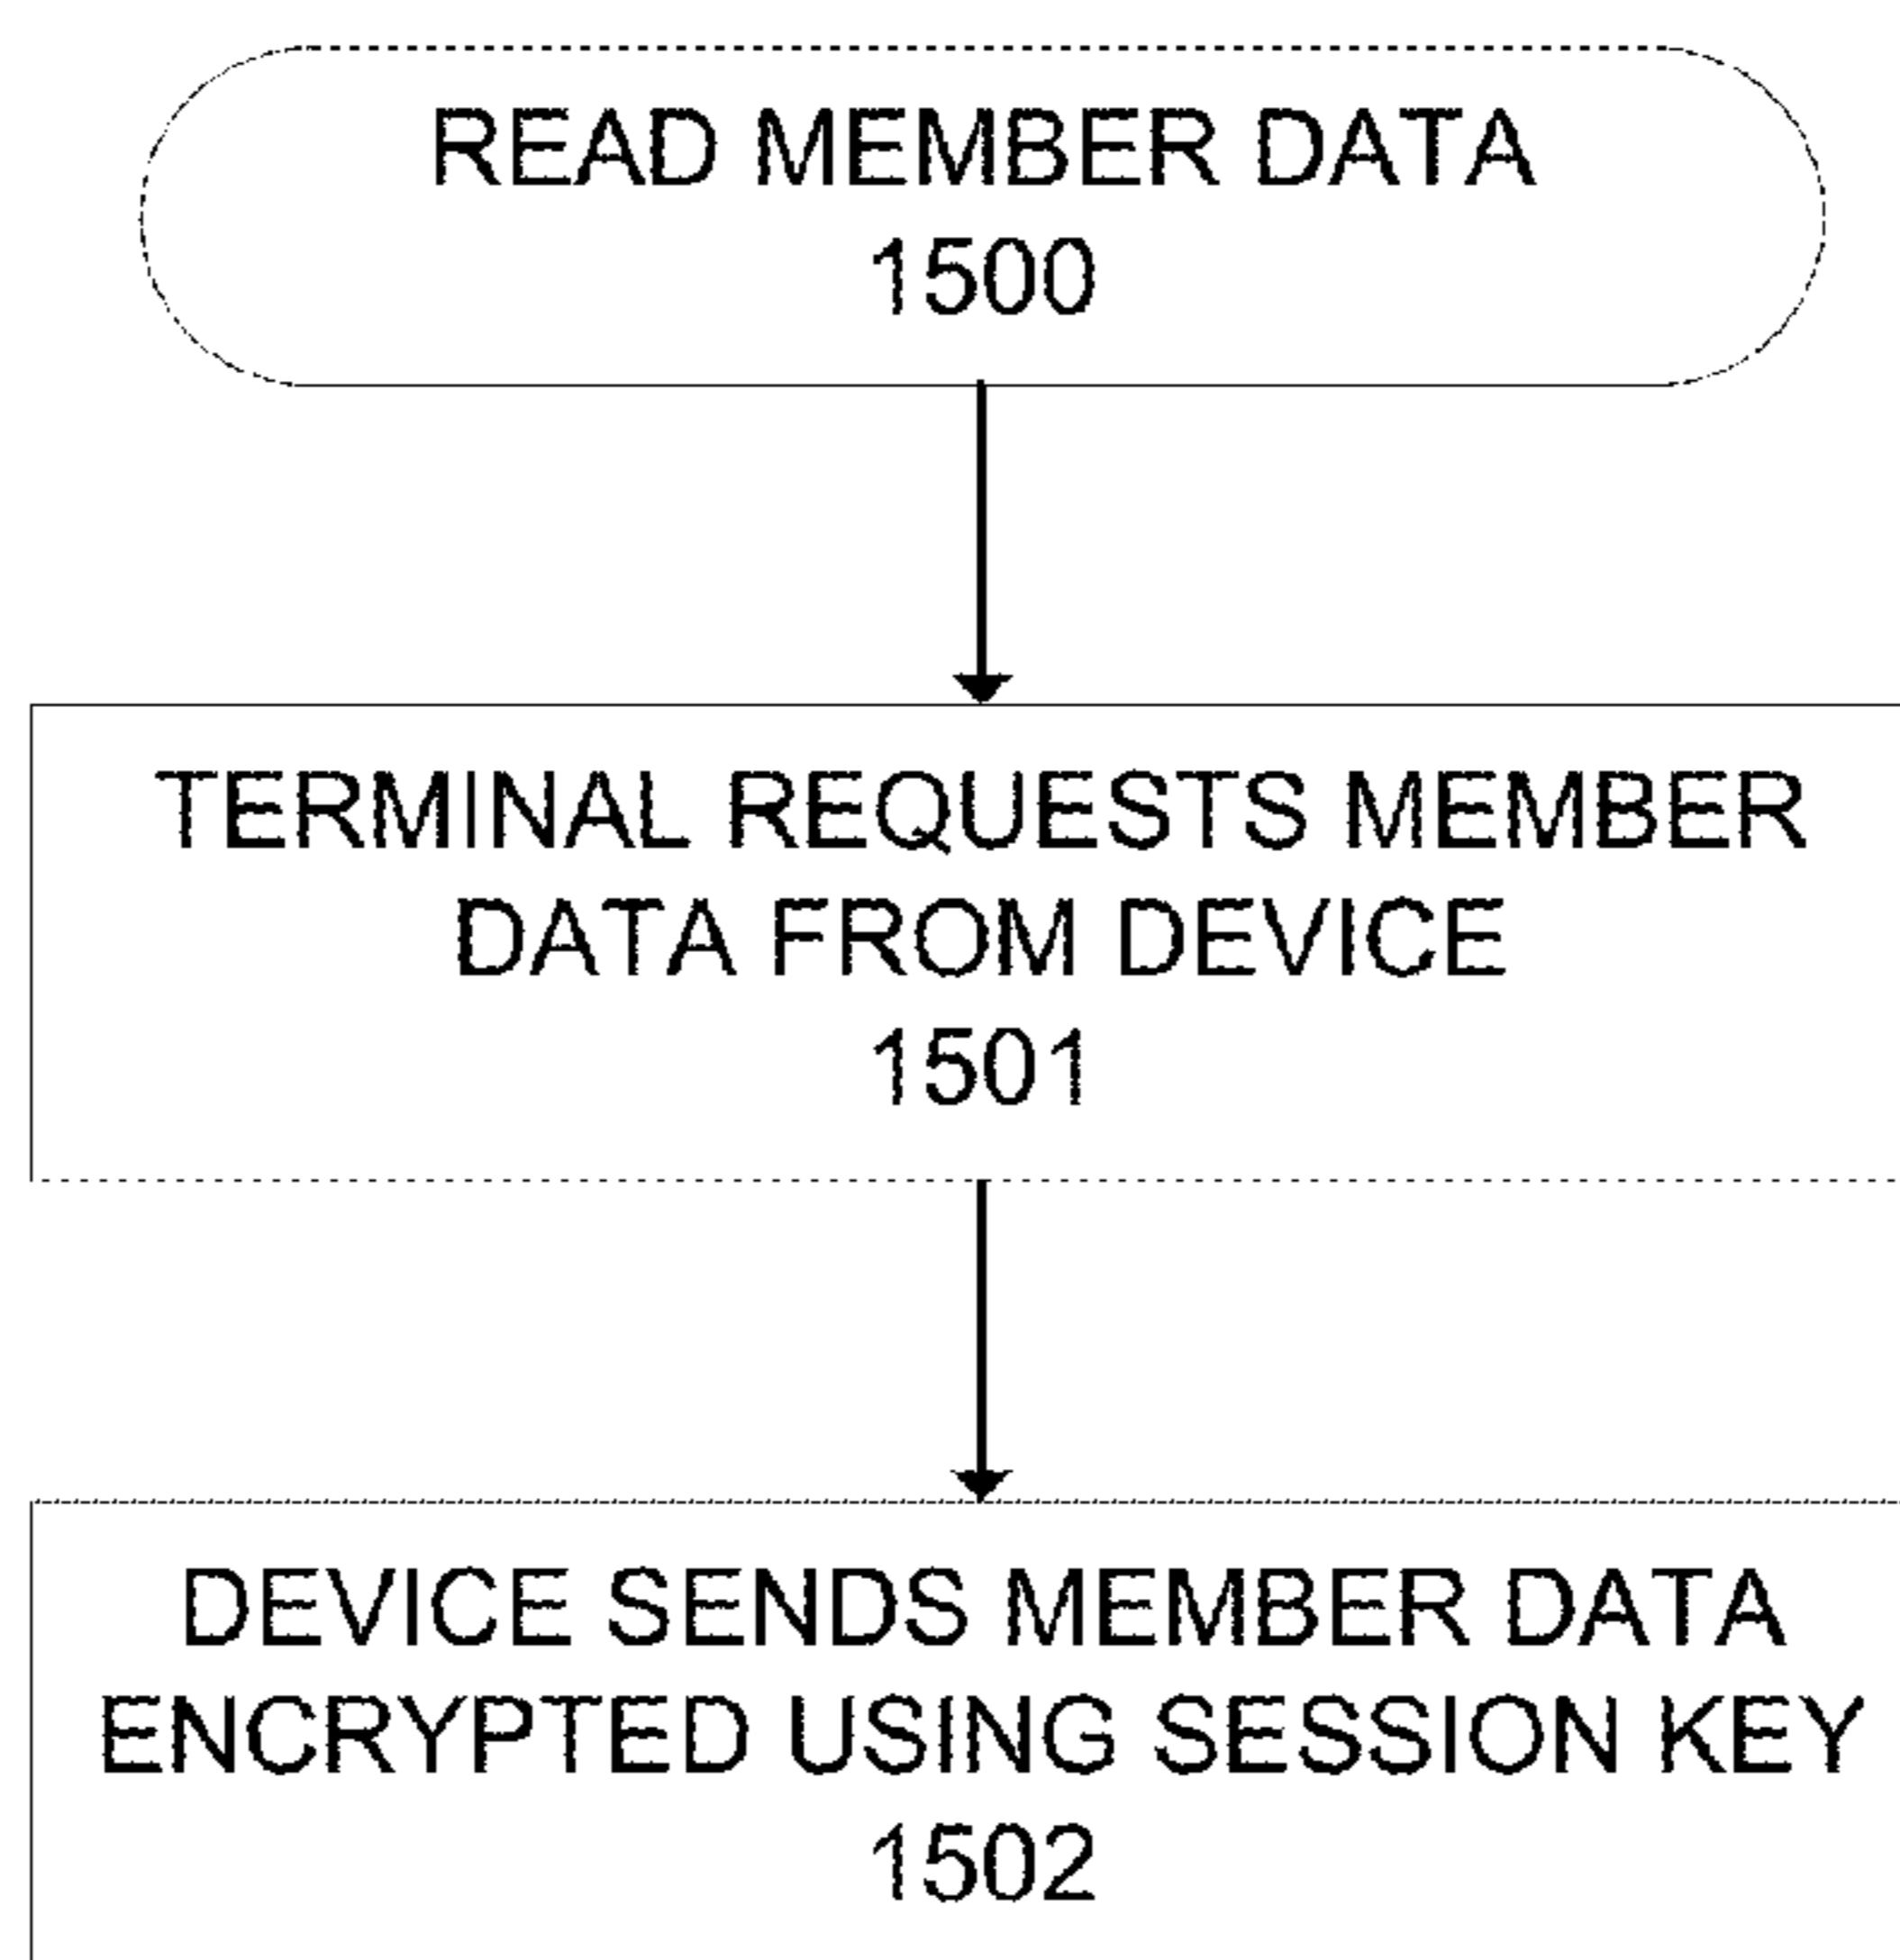 READ MEMBER DATA
1500
TERMINAL REQUESTS MEMBER
DATA FROM DEVICE
1501
DEVICE SENDS MEMBER DATA
ENCRYPTED USING SESSION KEY
1502